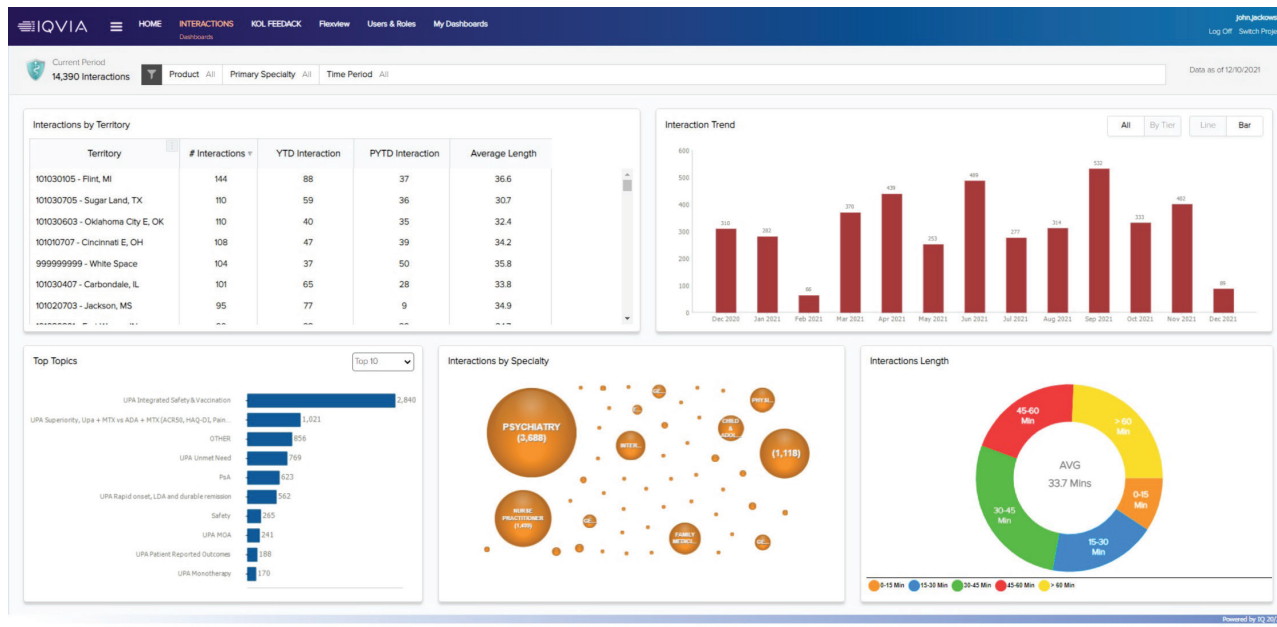 IQVIA
HOME
INTERACTIONS
KOL FEEDACK
Flexview
Users & Roles
My Dashboards
Dashboards
john.jackows
Log Off Switch Proje
Current Period
14,390 Interactions
Product All
Primary Specialty All
Time Period All
Data as of 12/10/2021
Interactions by Territory
Territory # Interactions YTD Interaction PYTD Interaction Average Length
101030105 - Flint, MI 144 88 37 36.6
101030705 - Sugar Land, TX 110 59 36 30.7
101030603 - Oklahoma City E, OK 110 40 35 32.4
101010707 - Cincinnati E, OH 108 47 39 34.2
999999999 - White Space 104 37 50 35.8
101030407 - Carbondale, IL 101 65 28 33.8
101020703 - Jackson, MS 95 77 9 34.9
Interaction Trend
All By Tier Line Bar
600
500
400
300
200
100
0
310 282 66 370 439 253 489 277 314 532 333 402 89
Dec 2020 Jan 2021 Feb 2021 Mar 2021 Apr 2021 May 2021 Jun 2021 Jul 2021 Aug 2021 Sep 2021 Oct 2021 Nov 2021 Dec 2021
Top Topics
Top 10
UPA Integrated Safety & Vaccination 2,840
UPA Superiority, Upa + MTX vs ADA + MTX (ACR50, HAQ-DI, Pain... 1,021
OTHER 856
UPA Unmet Need 769
PsA 623
UPA Rapid onset, LDA and durable remission 562
Safety 265
UPA MOA 241
UPA Patient Reported Outcomes 188
UPA Monotherapy 170
Interactions by Specialty
GE...
PHYSI...
PSYCHIATRY
(3,688)
CHILD
&
ADOL...
INTER...
(1,118)
NURSE
PRACTITIONER
GE...
FAMILY
MEDICI...
GE...
Interactions Length
45-60
Min
> 60
Min
AVG
33.7 Mins
0-15
Min
30-45
Min
15-30
Min
0-15 Min 15-30 Min 30-45 Min 45-60 Min > 60 Min
Powered by IQ 20/